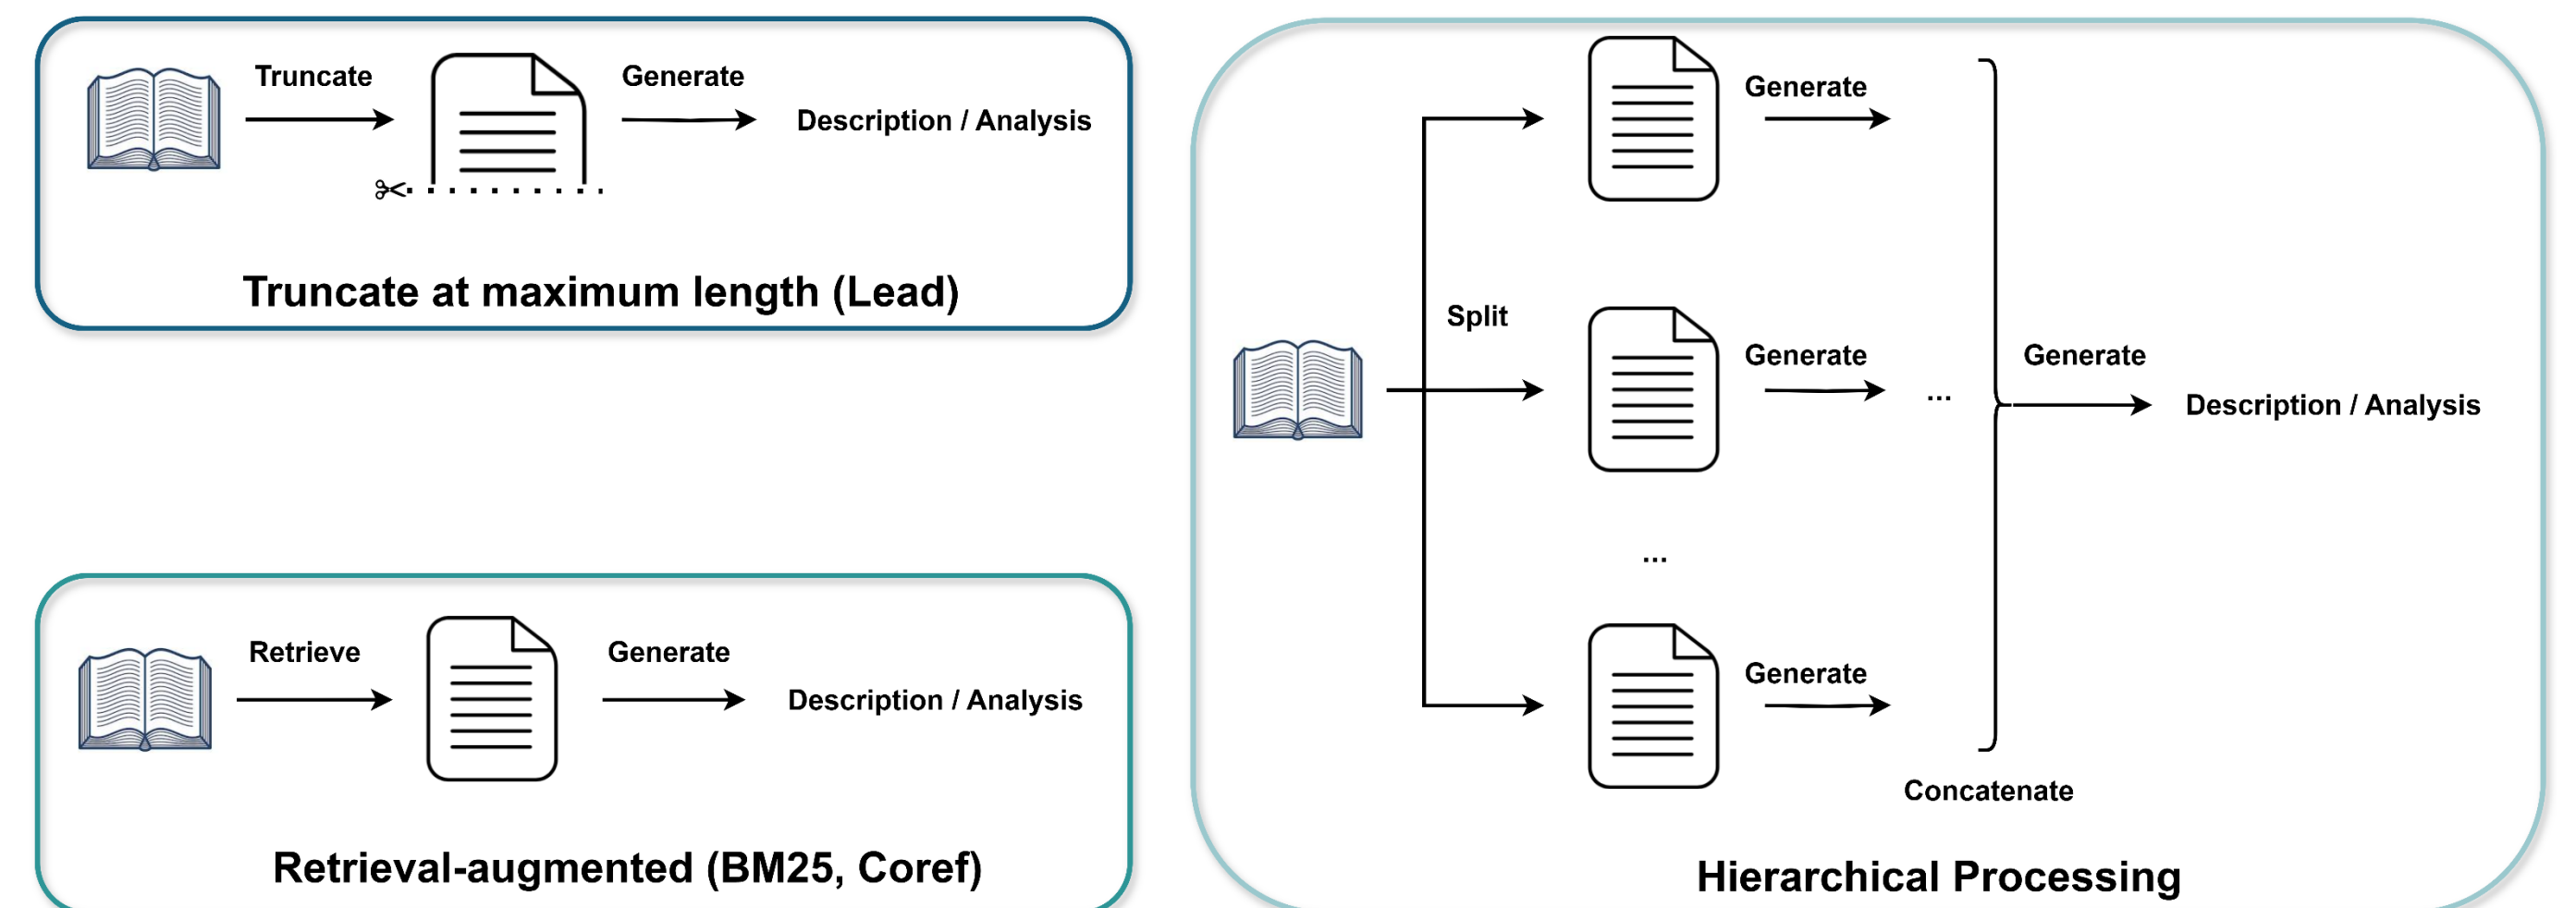 Truncate
Generate
Description / Analysis
Truncate at maximum length (Lead)
Retrieve
Generate
Description / Analysis
Retrieval-augmented (BM25, Coref)
Generate
Split
Generate
...
Generate
Description / Analysis
...
Generate
Concatenate
Hierarchical Processing